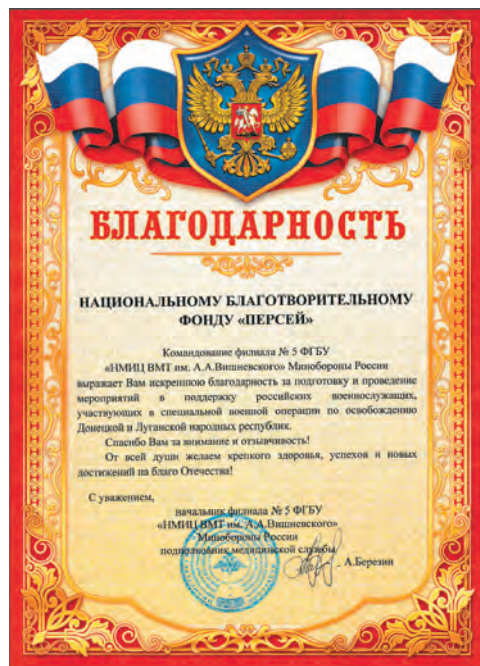 БЛАГОДАРНОСТЬ
НАЦИОНАЛЬНОМУ БЛАГОТВОРИТЕЛЬНОМУ
ФОНДУ «ПЕРСЕЙ»
Командование филиала № 5 ФГБУ
«НМИЦ ВМТ им. А.А.Вишневского» Минобороны России
выражает Вам искреннюю благодарность за подготовку и проведение
мероприятий в поддержку российских военнослужащих,
участвующих в специальной военной операции по освобождению
Донецкой и Луганской народных республик.
Спасибо Вам за внимание и отзывчивость!
От всей души желаем крепкого здоровья, успехов и новых
достижений на благо Отечества!
С уважением,
начальник филиала № 5 ФГБУ
«НМИЦ ВМТ им. А.А.Вишневского»
Минобороны России
подполковник медицинской службы
А.Березин